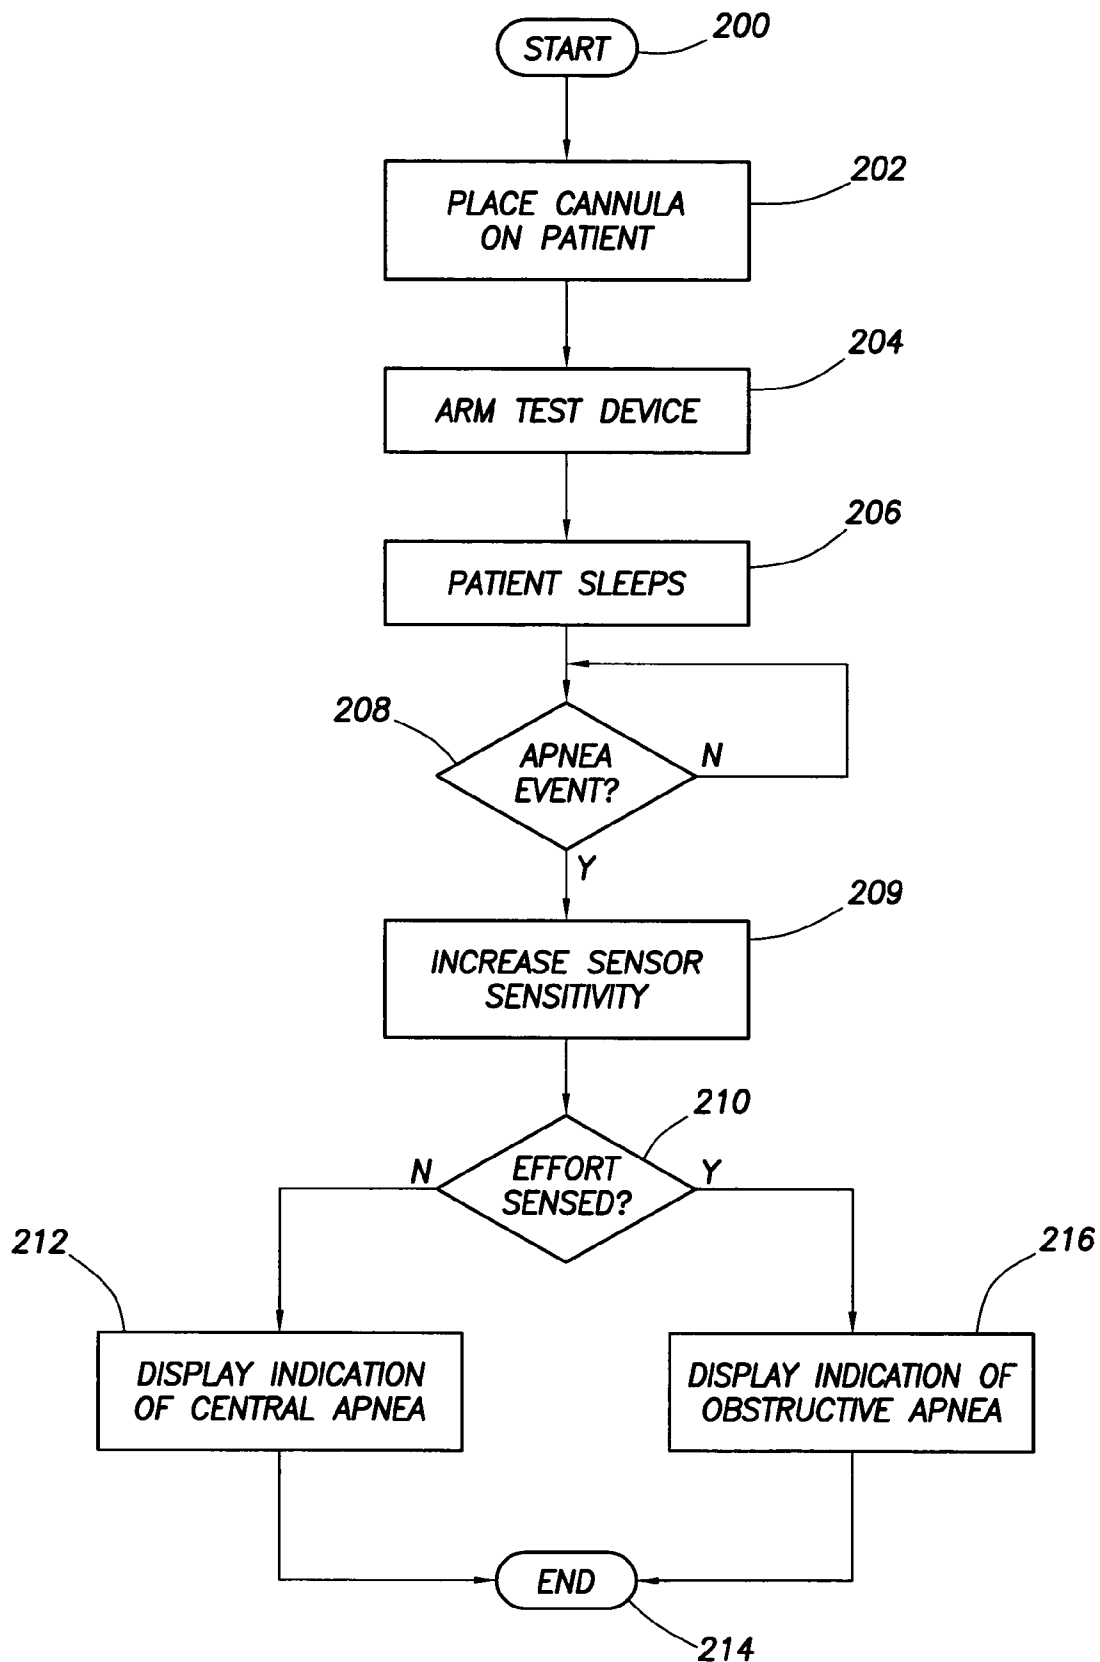 START
200
PLACE CANNULA
ON PATIENT
202
ARM TEST DEVICE
204
PATIENT SLEEPS
206
208
APNEA
EVENT?
N
Y
INCREASE SENSOR
SENSITIVITY
209
210
N
EFFORT
SENSED?
Y
212
216
DISPLAY INDICATION
OF CENTRAL APNEA
DISPLAY INDICATION OF
OBSTRUCTIVE APNEA
END
214